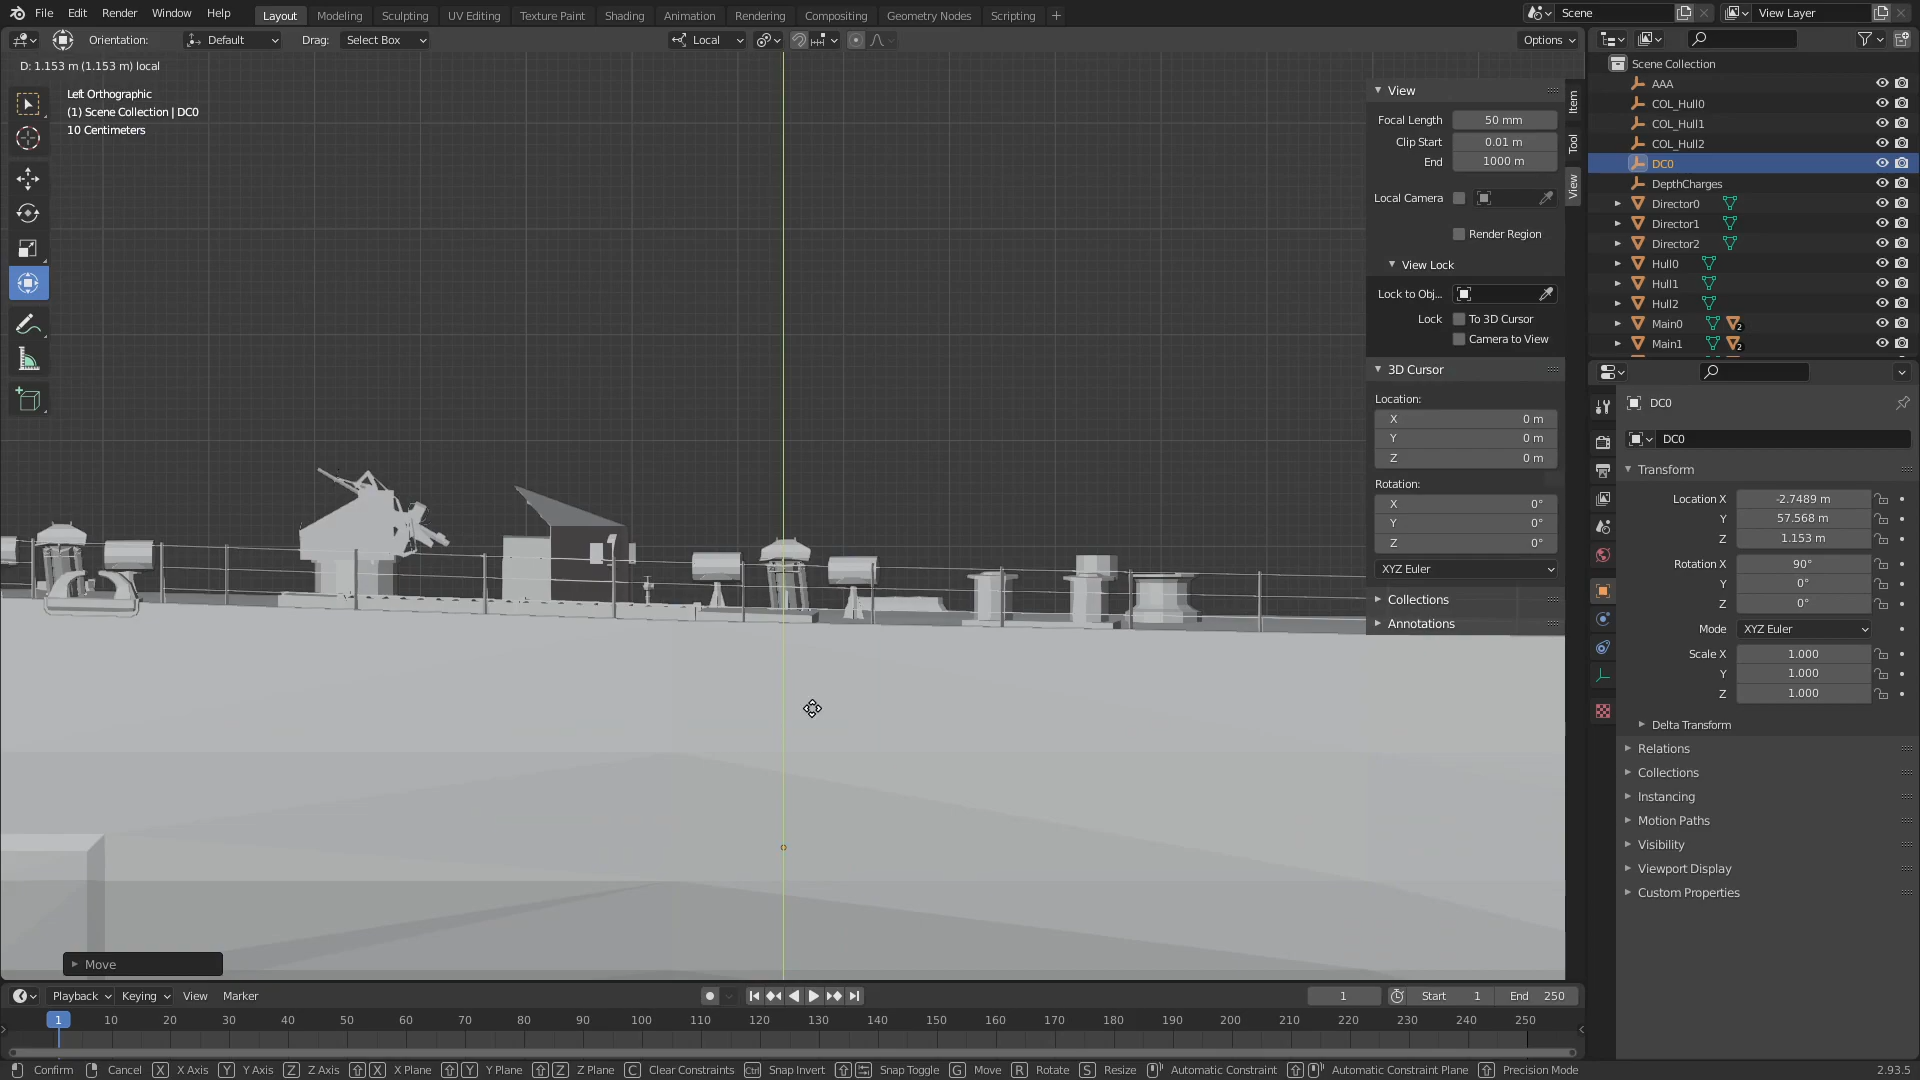 File Edit Render Window Help Layout Modeling Sculpting UV Editing Texture Paint Shading Animation Rendering Compositing Geometry Nodes Scripting + Scene View Layer
Orientation: Default Drag: Select Box Local Options
D: 1.153 m (1.153 m) local
Left Orthographic
(1) Scene Collection | DC0
10 Centimeters
View
Focal Length 50 mm
Clip Start 0.01 m
End 1000 m
Local Camera
Render Region
View Lock
Lock to Obj...
Lock To 3D Cursor
Camera to View
3D Cursor
Location:
X 0 m
Y 0 m
Z 0 m
Rotation:
X 0°
Y 0°
Z 0°
XYZ Euler
Collections
Annotations
Item
Tool
View
Scene Collection
AAA
COL_Hull0
COL_Hull1
COL_Hull2
DC0
DepthCharges
Director0
Director1
Director2
Hull0
Hull1
Hull2
Main0 2
Main1 2
DC0
DC0
Transform
Location X -2.7489 m
Y 57.568 m
Z 1.153 m
Rotation X 90°
Y 0°
Z 0°
Mode XYZ Euler
Scale X 1.000
Y 1.000
Z 1.000
Delta Transform
Relations
Collections
Instancing
Motion Paths
Visibility
Viewport Display
Custom Properties
Move
Playback Keying View Marker 1 Start 1 End 250
1 10 20 30 40 50 60 70 80 90 100 110 120 130 140 150 160 170 180 190 200 210 220 230 240 250
Confirm Cancel X X Axis Y Y Axis Z Z Axis X X Plane Y Y Plane Z Z Plane C Clear Constraints Ctrl Snap Invert Snap Toggle G Move R Rotate S Resize Automatic Constraint Automatic Constraint Plane Precision Mode 2.93.5